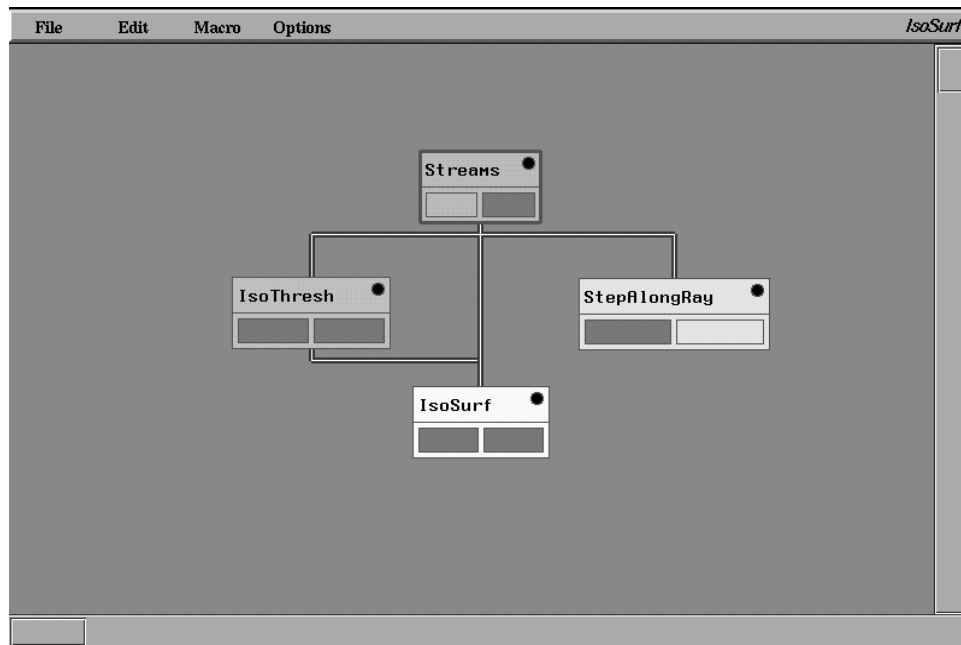 File Edit Macro Options IsoSurf
Streams
IsoThresh
StepAlongRay
IsoSurf